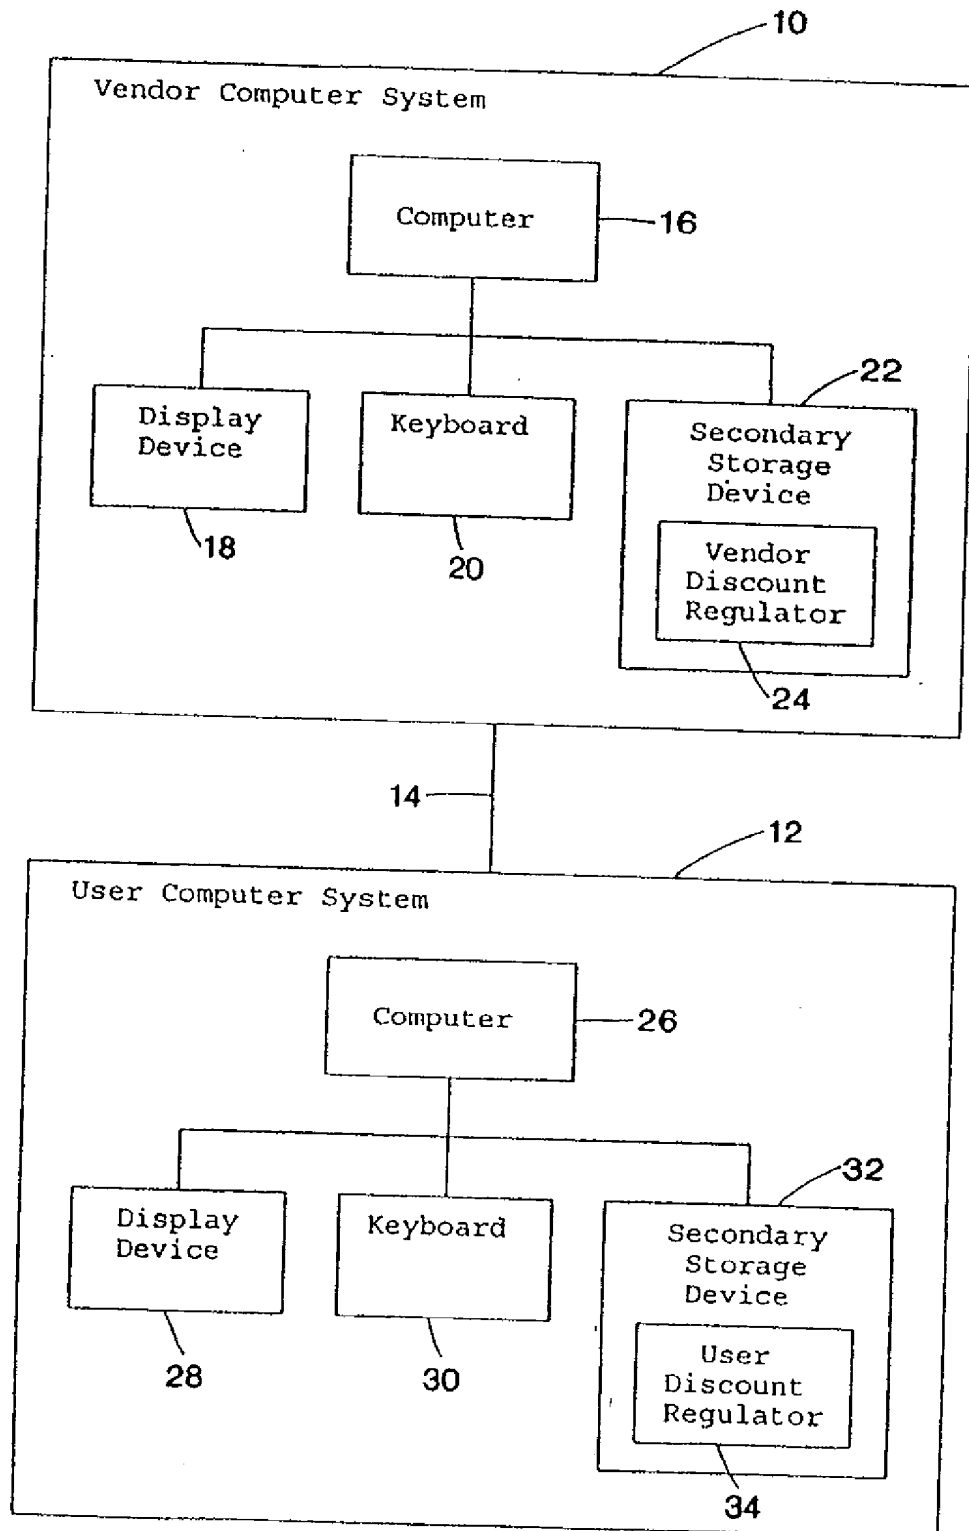 10
Vendor Computer System
Computer
16
22
Display
Device
Keyboard
Secondary
Storage
Device
18
20
Vendor
Discount
Regulator
24
14
12
User Computer System
Computer
26
32
Display
Device
Keyboard
Secondary
Storage
Device
28
30
User
Discount
Regulator
34